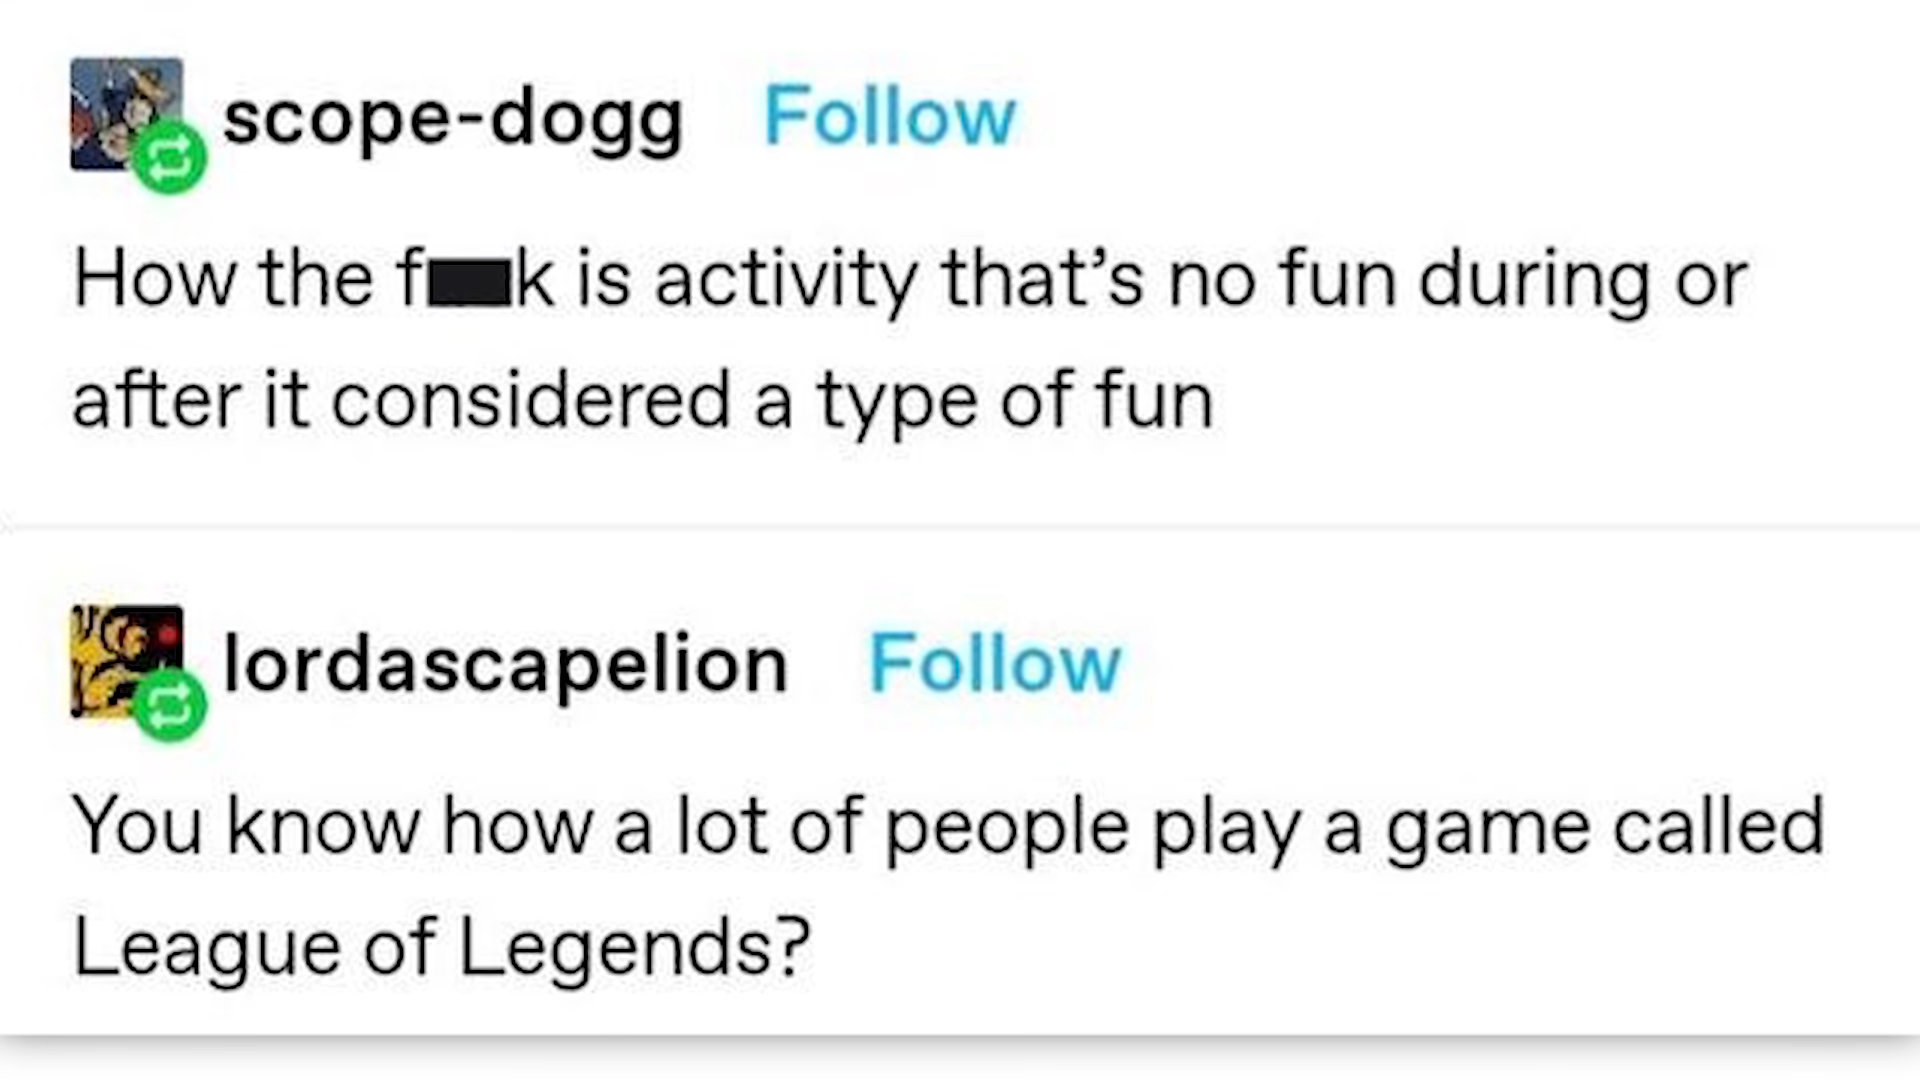 scope-dogg Follow
How the f■■k is activity that's no fun during or
after it considered a type of fun
lordascapelion Follow
You know how a lot of people play a game called
League of Legends?